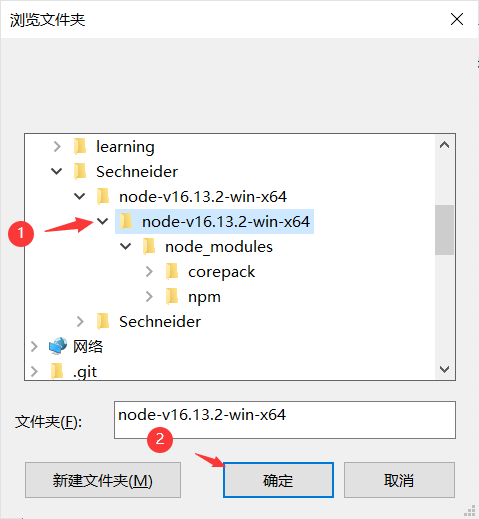 浏览文件夹
learning
Sechneider
node-v16.13.2-win-x64
1
node-v16.13.2-win-x64
node_modules
corepack
npm
Sechneider
网络
.git
文件夹(F):
node-v16.13.2-win-x64
2
新建文件夹(M)
确定
取消